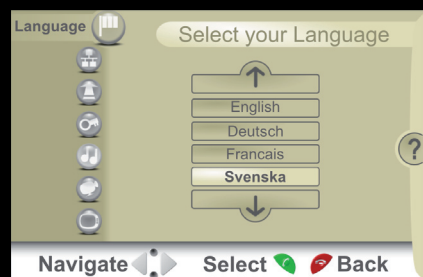 Language
Select your Language
English
Deutsch
Francais
Svenska
?
Navigate Select Back